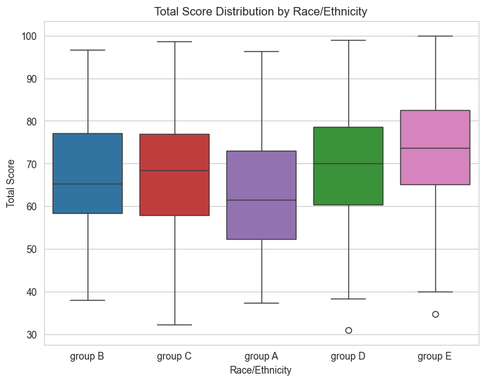 Total Score Distribution by Race/Ethnicity
Total Score
100
90
80
70
60
50
40
30
group B group C group A group D group E
Race/Ethnicity